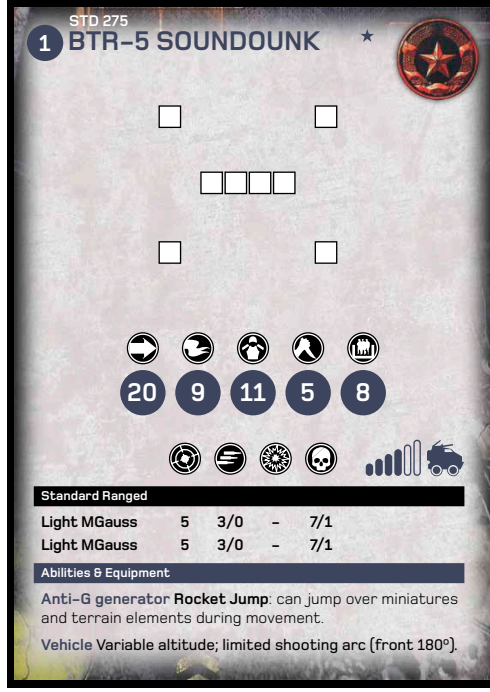 STD 275
1 BTR-5 SOUNDOUNK
20 9 11 5 8
Standard Ranged
Light MGauss 5 3/0 - 7/1
Light MGauss 5 3/0 - 7/1
Abilities & Equipment
Anti-G generator Rocket Jump: can jump over miniatures
and terrain elements during movement.
Vehicle Variable altitude; limited shooting arc (front 180º).